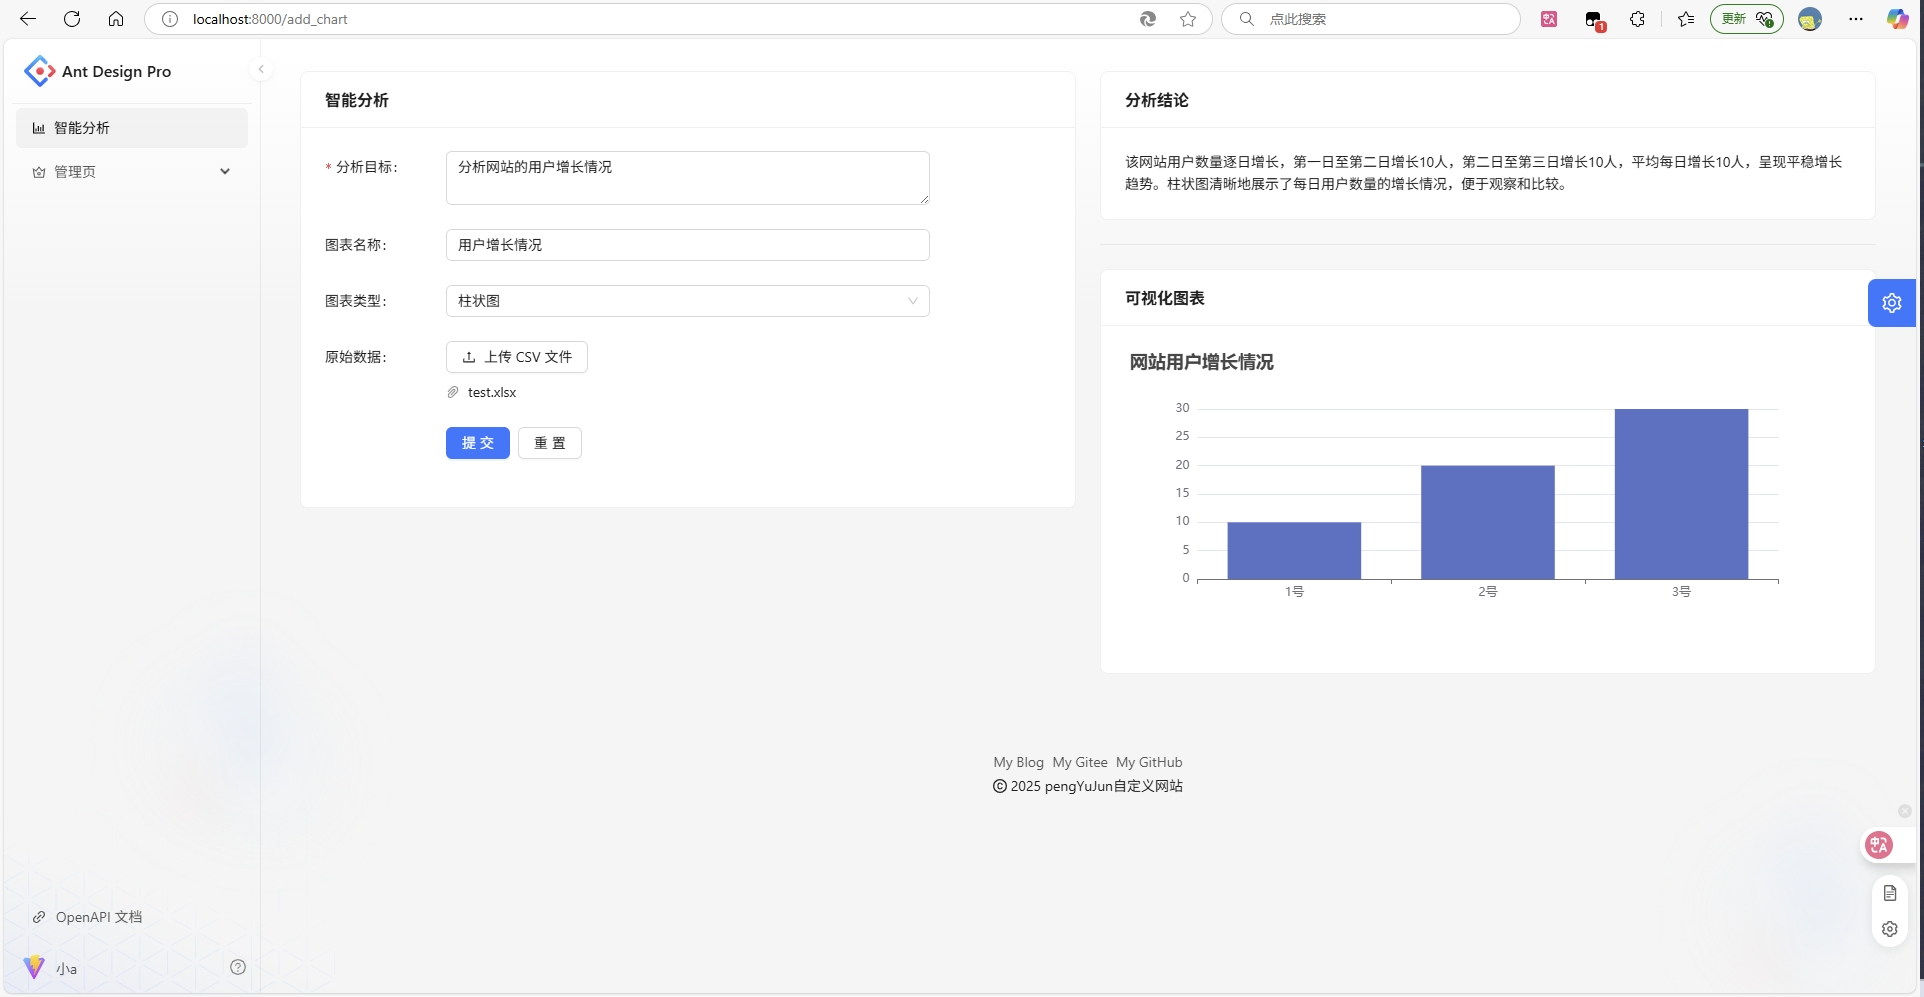 localhost:8000/add_chart
点此搜索
1
更新
Ant Design Pro
智能分析
管理页
智能分析
* 分析目标:
分析网站的用户增长情况
图表名称:
用户增长情况
图表类型:
柱状图
原始数据:
上传 CSV 文件
test.xlsx
提 交
重 置
分析结论
该网站用户数量逐日增长，第一日至第二日增长10人，第二日至第三日增长10人，平均每日增长10人，呈现平稳增长
趋势。柱状图清晰地展示了每日用户数量的增长情况，便于观察和比较。
可视化图表
网站用户增长情况
30
25
20
15
10
5
0
1号
2号
3号
My Blog My Gitee My GitHub
© 2025 pengYuJun自定义网站
OpenAPI 文档
小a